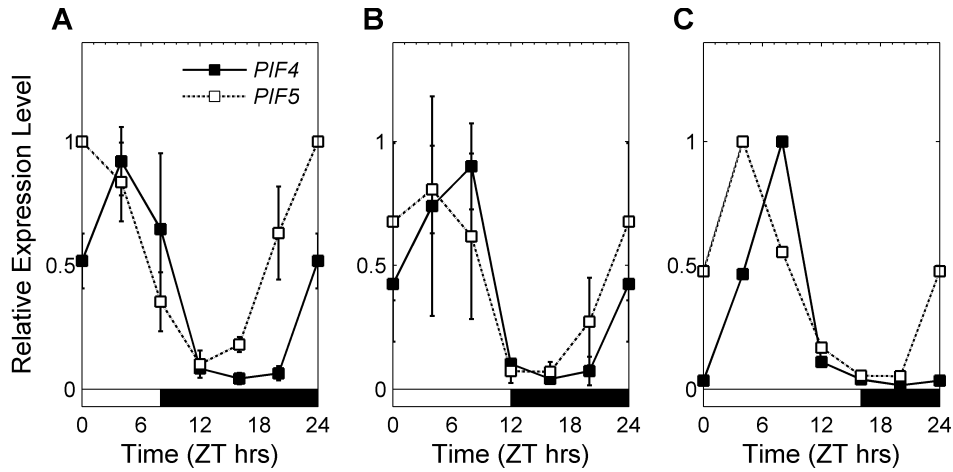 A
B
C
Relative Expression Level
PIF4
PIF5
1
0.5
0
0 6 12 18 24
Time (ZT hrs)
1
0.5
0
0 6 12 18 24
Time (ZT hrs)
1
0.5
0
0 6 12 18 24
Time (ZT hrs)